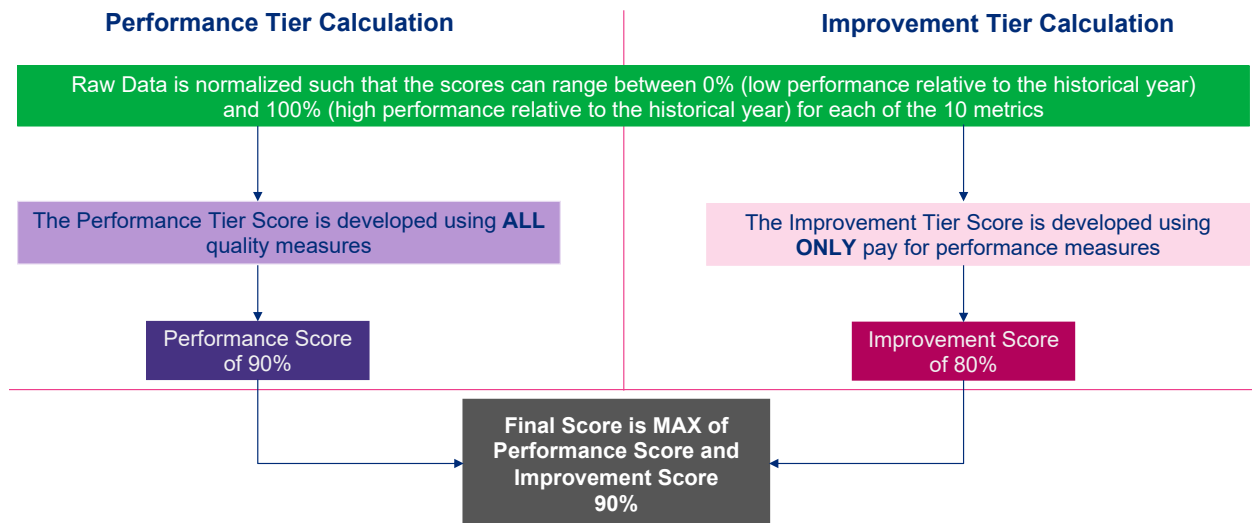 Performance Tier Calculation
Improvement Tier Calculation
Raw Data is normalized such that the scores can range between 0% (low performance relative to the historical year)
and 100% (high performance relative to the historical year) for each of the 10 metrics
The Performance Tier Score is developed using ALL
quality measures
The Improvement Tier Score is developed using
ONLY pay for performance measures
Performance Score
of 90%
Improvement Score
of 80%
Final Score is MAX of
Performance Score and
Improvement Score
90%